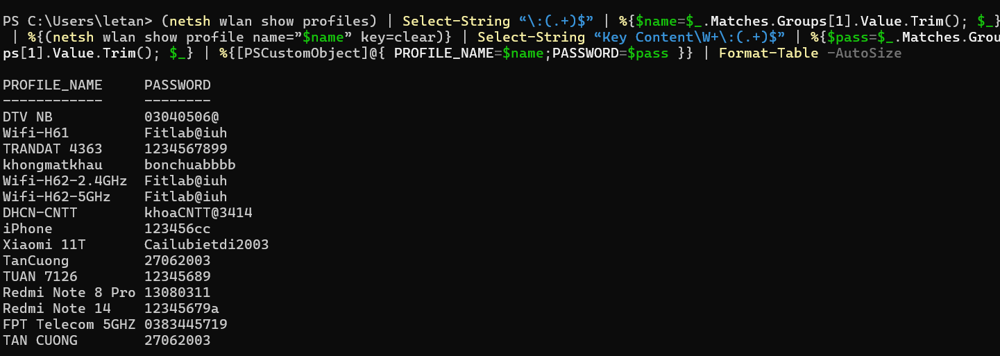 PS C:\Users\letan> (netsh wlan show profiles) | Select-String “\:(.+)$” | %{$name=$_.Matches.Groups[1].Value.Trim(); $_}
 | %{(netsh wlan show profile name=”$name” key=clear)} | Select-String “Key Content\W+\:(.+)$” | %{$pass=$_.Matches.Grou
ps[1].Value.Trim(); $_} | %{[PSCustomObject]@{ PROFILE_NAME=$name;PASSWORD=$pass }} | Format-Table -AutoSize
PROFILE_NAME      PASSWORD
------------      --------
DTV NB            03040506@
Wifi-H61          Fitlab@iuh
TRANDAT 4363      1234567899
khongmatkhau      bonchuabbbb
Wifi-H62-2.4GHz   Fitlab@iuh
Wifi-H62-5GHz     Fitlab@iuh
DHCN-CNTT         khoaCNTT@3414
iPhone            123456cc
Xiaomi 11T        Cailubietdi2003
TanCuong          27062003
TUAN 7126         12345689
Redmi Note 8 Pro  13080311
Redmi Note 14     12345679a
FPT Telecom 5GHZ  0383445719
TAN CUONG         27062003